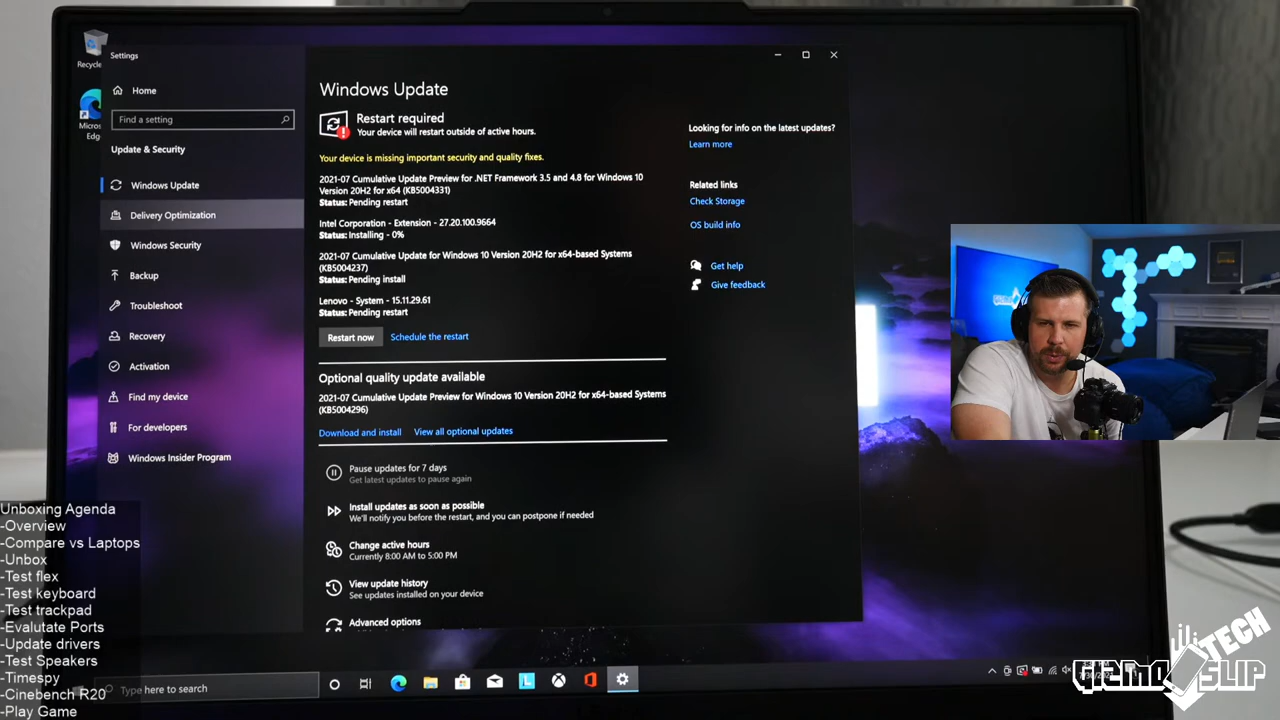 Recycle
Micros
Edg
Settings
Home
Find a setting
Update & Security
Windows Update
Delivery Optimization
Windows Security
Backup
Troubleshoot
Recovery
Activation
Find my device
For developers
Windows Insider Program
Windows Update
Restart required
Your device will restart outside of active hours.
Your device is missing important security and quality fixes.
2021-07 Cumulative Update Preview for .NET Framework 3.5 and 4.8 for Windows 10
Version 20H2 for x64 (KB5004331)
Status: Pending restart
Intel Corporation - Extension - 27.20.100.9664
Status: Installing - 0%
2021-07 Cumulative Update for Windows 10 Version 20H2 for x64-based Systems
(KB5004237)
Status: Pending install
Lenovo - System - 15.11.29.61
Status: Pending restart
Restart now
Schedule the restart
Optional quality update available
2021-07 Cumulative Update Preview for Windows 10 Version 20H2 for x64-based Systems
(KB5004296)
Download and install
View all optional updates
Pause updates for 7 days
Get latest updates to pause again
Install updates as soon as possible
We'll notify you before the restart, and you can postpone if needed
Change active hours
Currently 8:00 AM to 5:00 PM
View update history
See updates installed on your device
Advanced options
Looking for info on the latest updates?
Learn more
Related links
Check Storage
OS build info
Get help
Give feedback
Unboxing Agenda
-Overview
-Compare vs Laptops
-Unbox
-Test flex
-Test keyboard
-Test trackpad
-Evalutate Ports
-Update drivers
-Test Speakers
-Timespy
-Cinebench R20
-Play Game
Type here to search
GIZMO SLIP
TECH